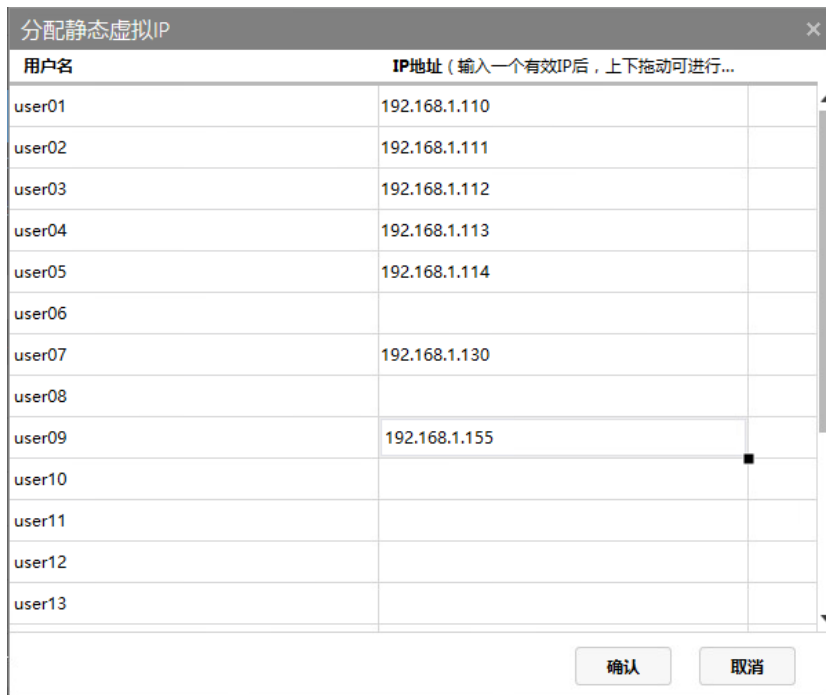 分配静态虚拟IP
用户名 IP地址（输入一个有效IP后，上下拖动可进行...
user01 192.168.1.110
user02 192.168.1.111
user03 192.168.1.112
user04 192.168.1.113
user05 192.168.1.114
user06
user07 192.168.1.130
user08
user09 192.168.1.155
user10
user11
user12
user13
确认 取消